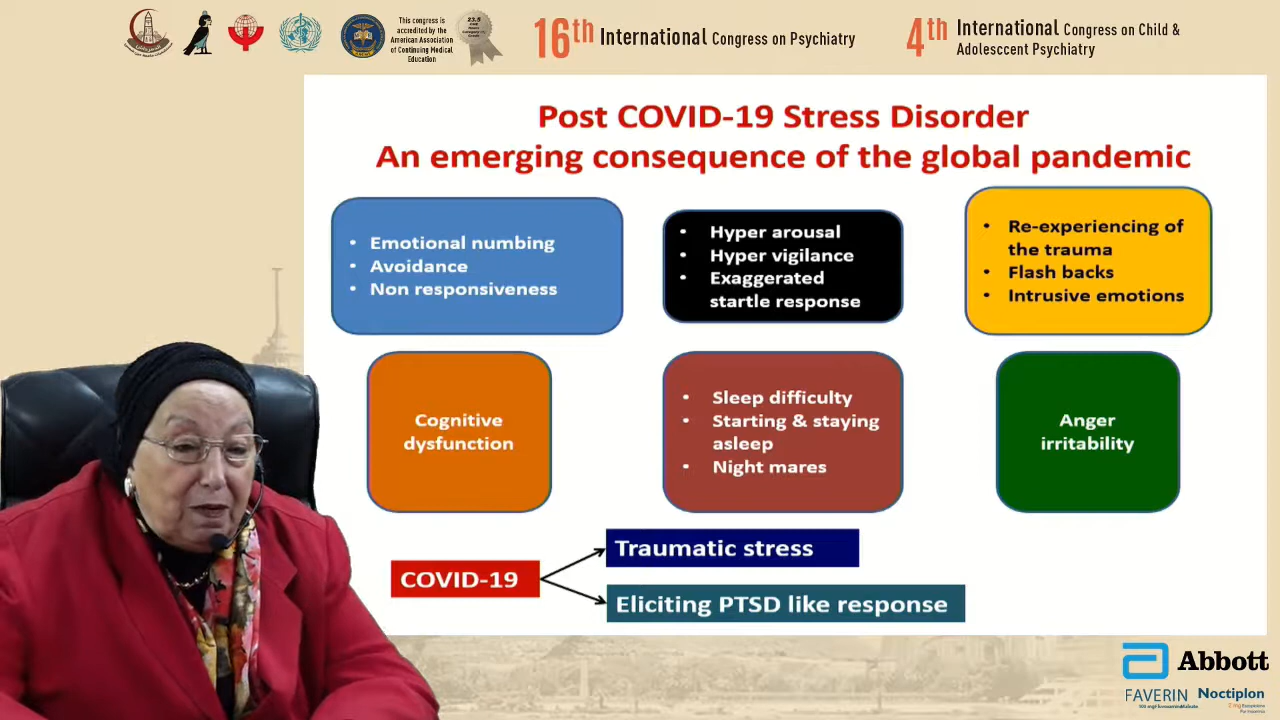 This congress is
accredited by the
American Association
of Continuing Medical
Education
23.5
16th International Congress on Psychiatry
4th International Congress on Child &
Adolesccent Psychiatry
Post COVID-19 Stress Disorder
An emerging consequence of the global pandemic
• Emotional numbing
• Avoidance
• Non responsiveness
• Hyper arousal
• Hyper vigilance
• Exaggerated
startle response
• Re-experiencing of
the trauma
• Flash backs
• Intrusive emotions
Cognitive
dysfunction
• Sleep difficulty
• Starting & staying
asleep
• Night mares
Anger
irritability
COVID-19
Traumatic stress
Eliciting PTSD like response
Abbott
FAVERIN
Noctiplon